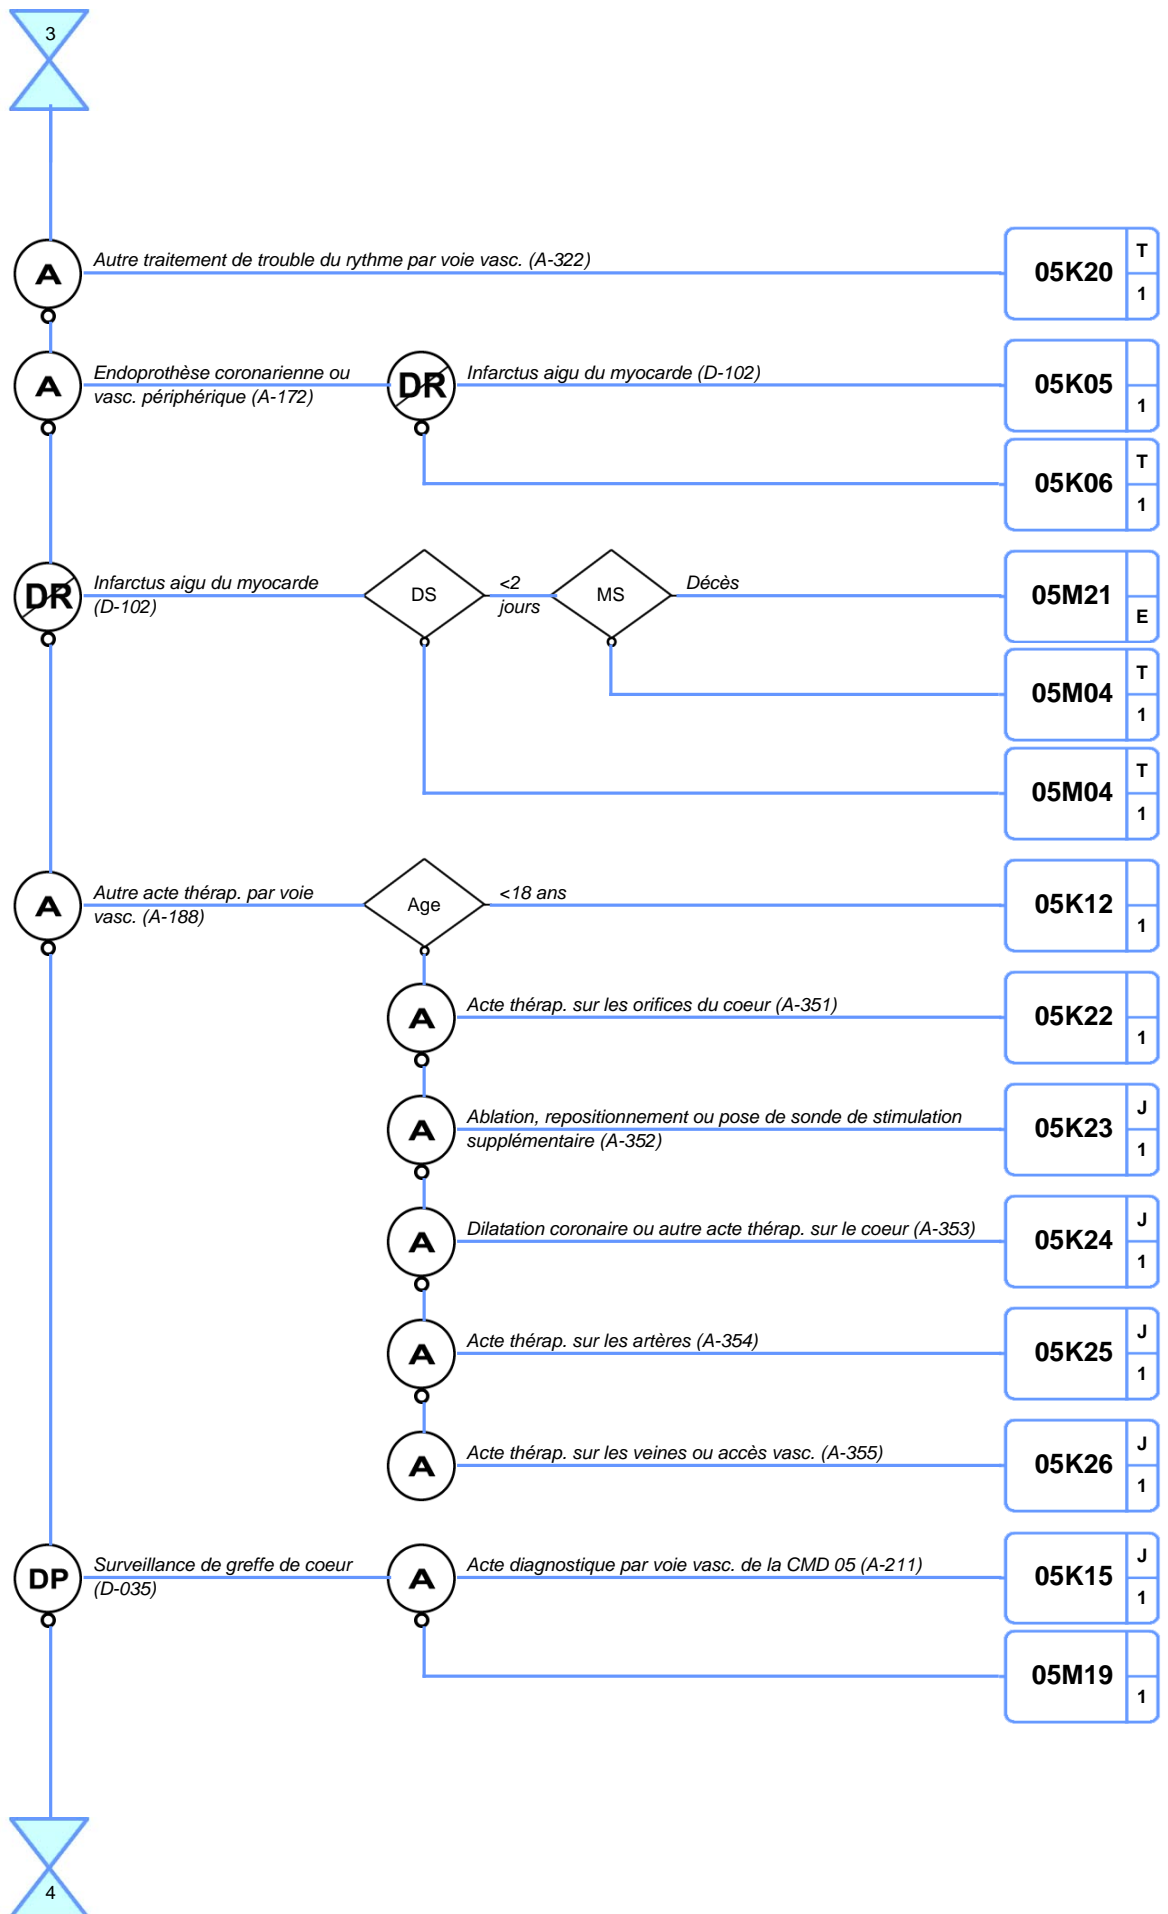 3
A
Autre traitement de trouble du rythme par voie vasc. (A-322)
05K20
T
1
A
Endoprothèse coronarienne ou
vasc. périphérique (A-172)
DR
Infarctus aigu du myocarde (D-102)
05K05
1
05K06
T
1
DR
Infarctus aigu du myocarde
(D-102)
DS
<2
jours
MS
Décès
05M21
E
05M04
T
1
05M04
T
1
A
Autre acte thérap. par voie
vasc. (A-188)
Age
<18 ans
05K12
1
A
Acte thérap. sur les orifices du coeur (A-351)
05K22
1
A
Ablation, repositionnement ou pose de sonde de stimulation
supplémentaire (A-352)
05K23
J
1
A
Dilatation coronaire ou autre acte thérap. sur le coeur (A-353)
05K24
J
1
A
Acte thérap. sur les artères (A-354)
05K25
J
1
A
Acte thérap. sur les veines ou accès vasc. (A-355)
05K26
J
1
DP
Surveillance de greffe de coeur
(D-035)
A
Acte diagnostique par voie vasc. de la CMD 05 (A-211)
05K15
J
1
05M19
1
4